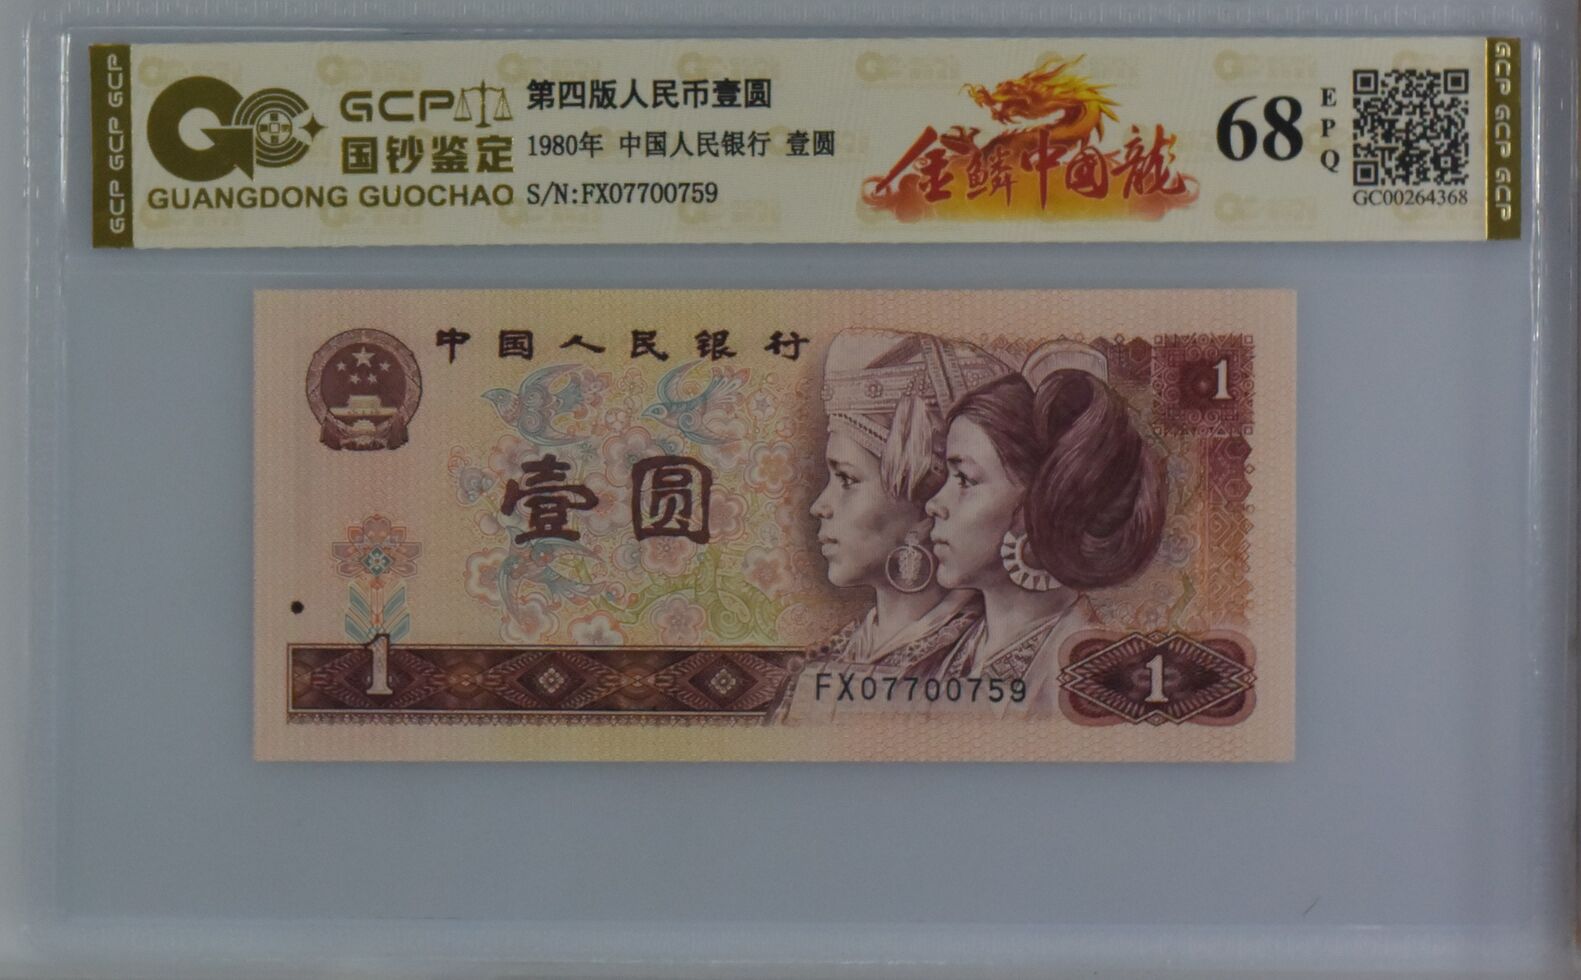 GCP GCP GCP
GCP
国钞鉴定
GUANGDONG GUOCHAO
第四版人民币壹圆
1980年 中国人民银行 壹圆
S/N:FX07700759
金鳞中國龍
68
EPQ
GC00264368
GCP GCP GCP
中国人民银行
1
壹圆
1
FX07700759
1